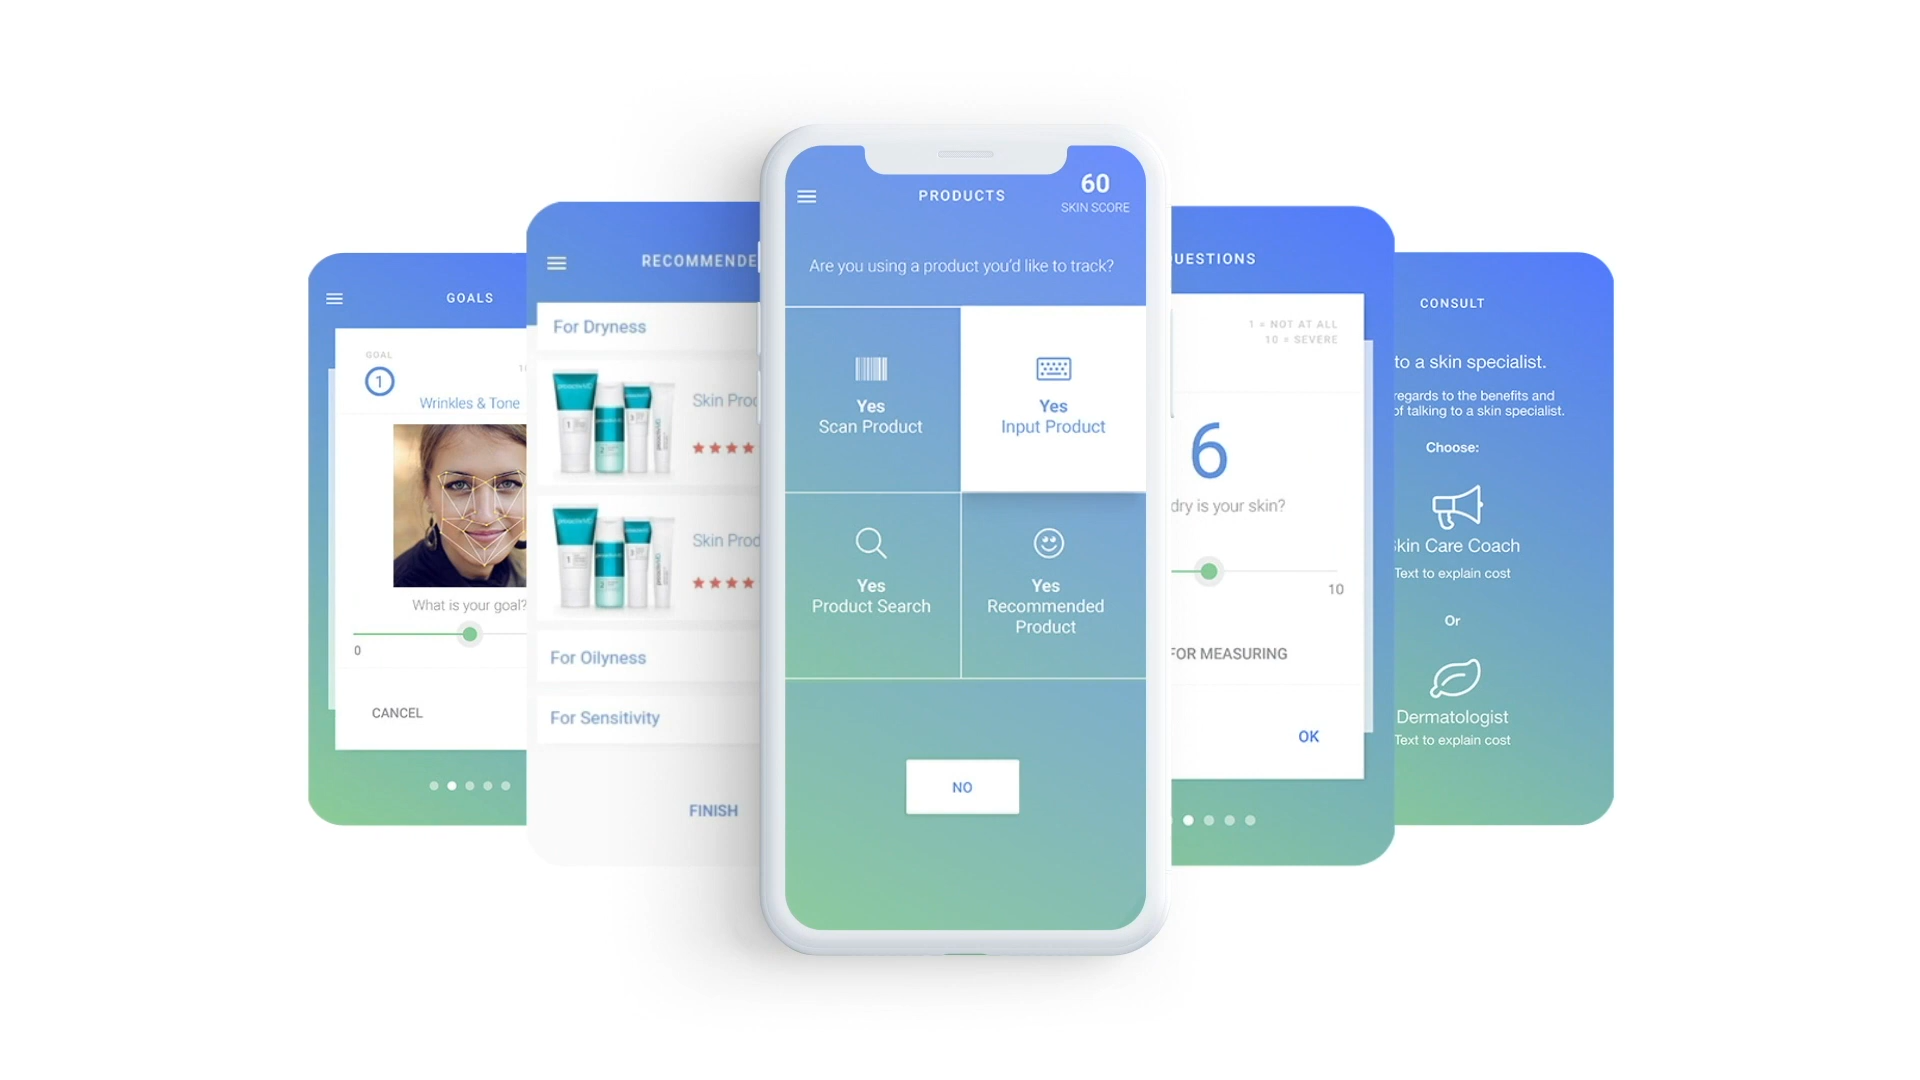 GOALS
GOAL
1
Wrinkles & Tone
What is your goal?
0
CANCEL
RECOMMENDE
For Dryness
Skin Prod
Skin Prod
For Oilyness
For Sensitivity
FINISH
PRODUCTS
60
SKIN SCORE
Are you using a product you'd like to track?
Yes
Scan Product
Yes
Input Product
Yes
Product Search
Yes
Recommended
Product
NO
UESTIONS
1 = NOT AT ALL
10 = SEVERE
6
dry is your skin?
10
FOR MEASURING
OK
CONSULT
to a skin specialist.
regards to the benefits and
of talking to a skin specialist.
Choose:
Skin Care Coach
Text to explain cost
Or
Dermatologist
Text to explain cost